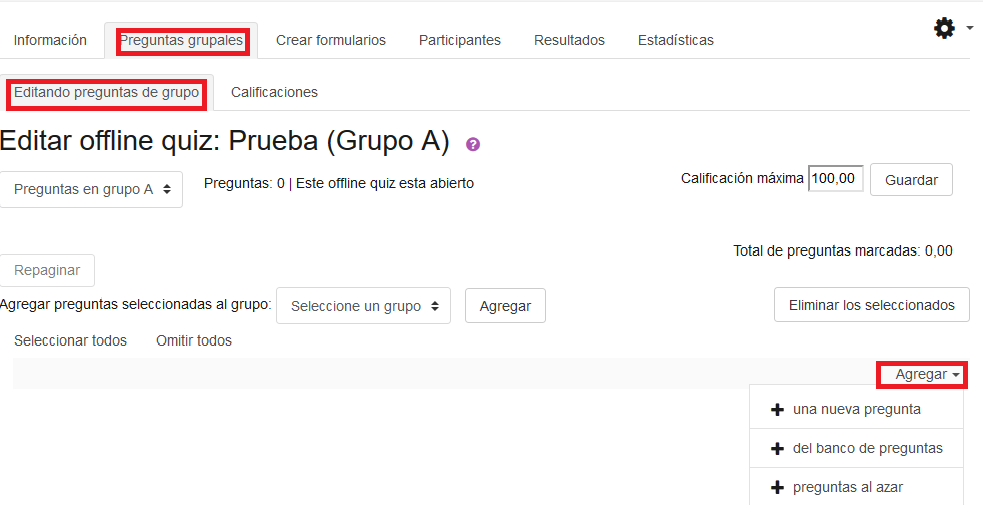 Información Preguntas grupales Crear formularios Participantes Resultados Estadísticas
Editando preguntas de grupo Calificaciones
Editar offline quiz: Prueba (Grupo A) ?
Preguntas en grupo A Preguntas: 0 | Este offline quiz esta abierto Calificación máxima 100,00 Guardar
Total de preguntas marcadas: 0,00
Repaginar
Agregar preguntas seleccionadas al grupo: Seleccione un grupo Agregar Eliminar los seleccionados
Seleccionar todos Omitir todos
Agregar
una nueva pregunta
del banco de preguntas
preguntas al azar